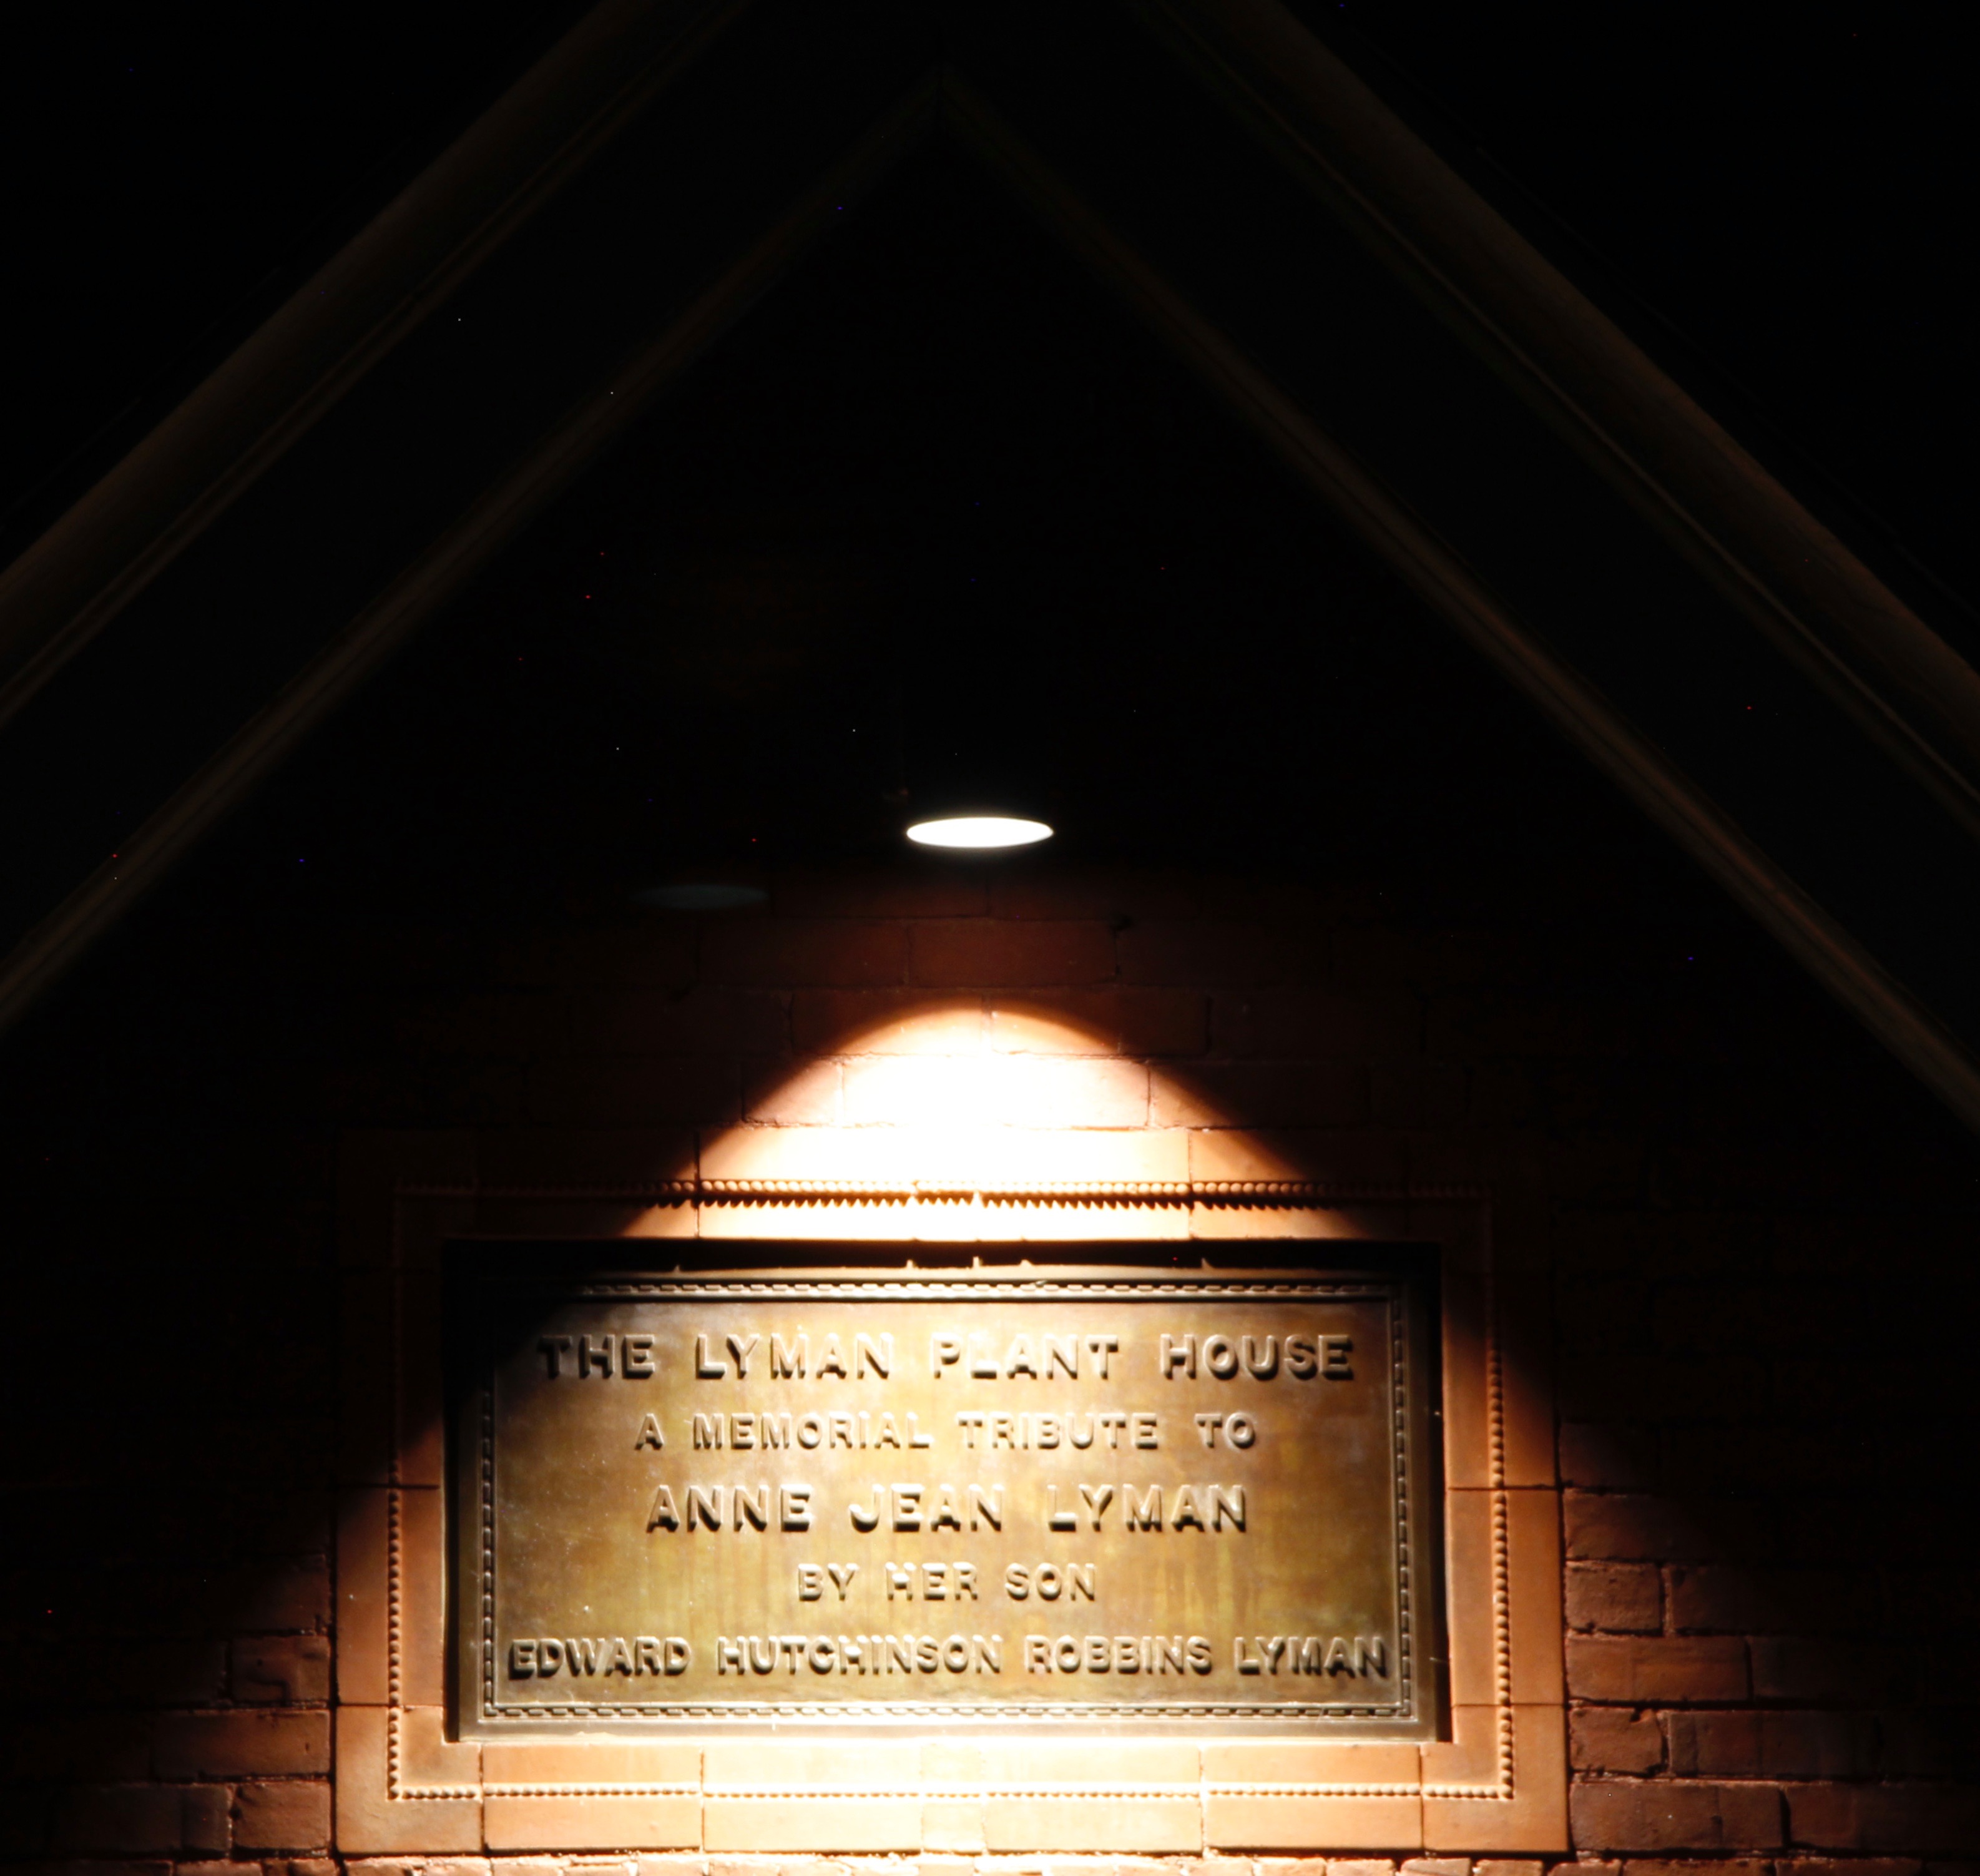 THE LYMAN PLANT HOUSE
A MEMORIAL TRIBUTE TO
ANNE JEAN LYMAN
BY HER SON
EDWARD HUTCHINSON ROBBINS LYMAN